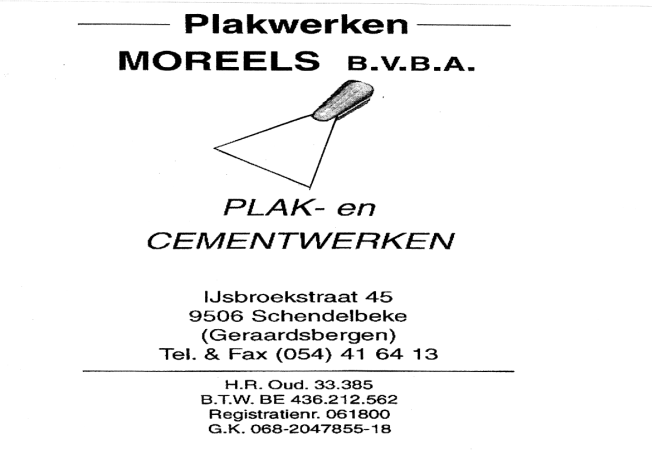 Plakwerken
MOREELS B.V.B.A.
PLAK- en
CEMENTWERKEN
IJsbroekstraat 45
9506 Schendelbeke
(Geraardsbergen)
Tel. & Fax (054) 41 64 13
H.R. Oud. 33.385
B.T.W. BE 436.212.562
Registratienr. 061800
G.K. 068-2047855-18